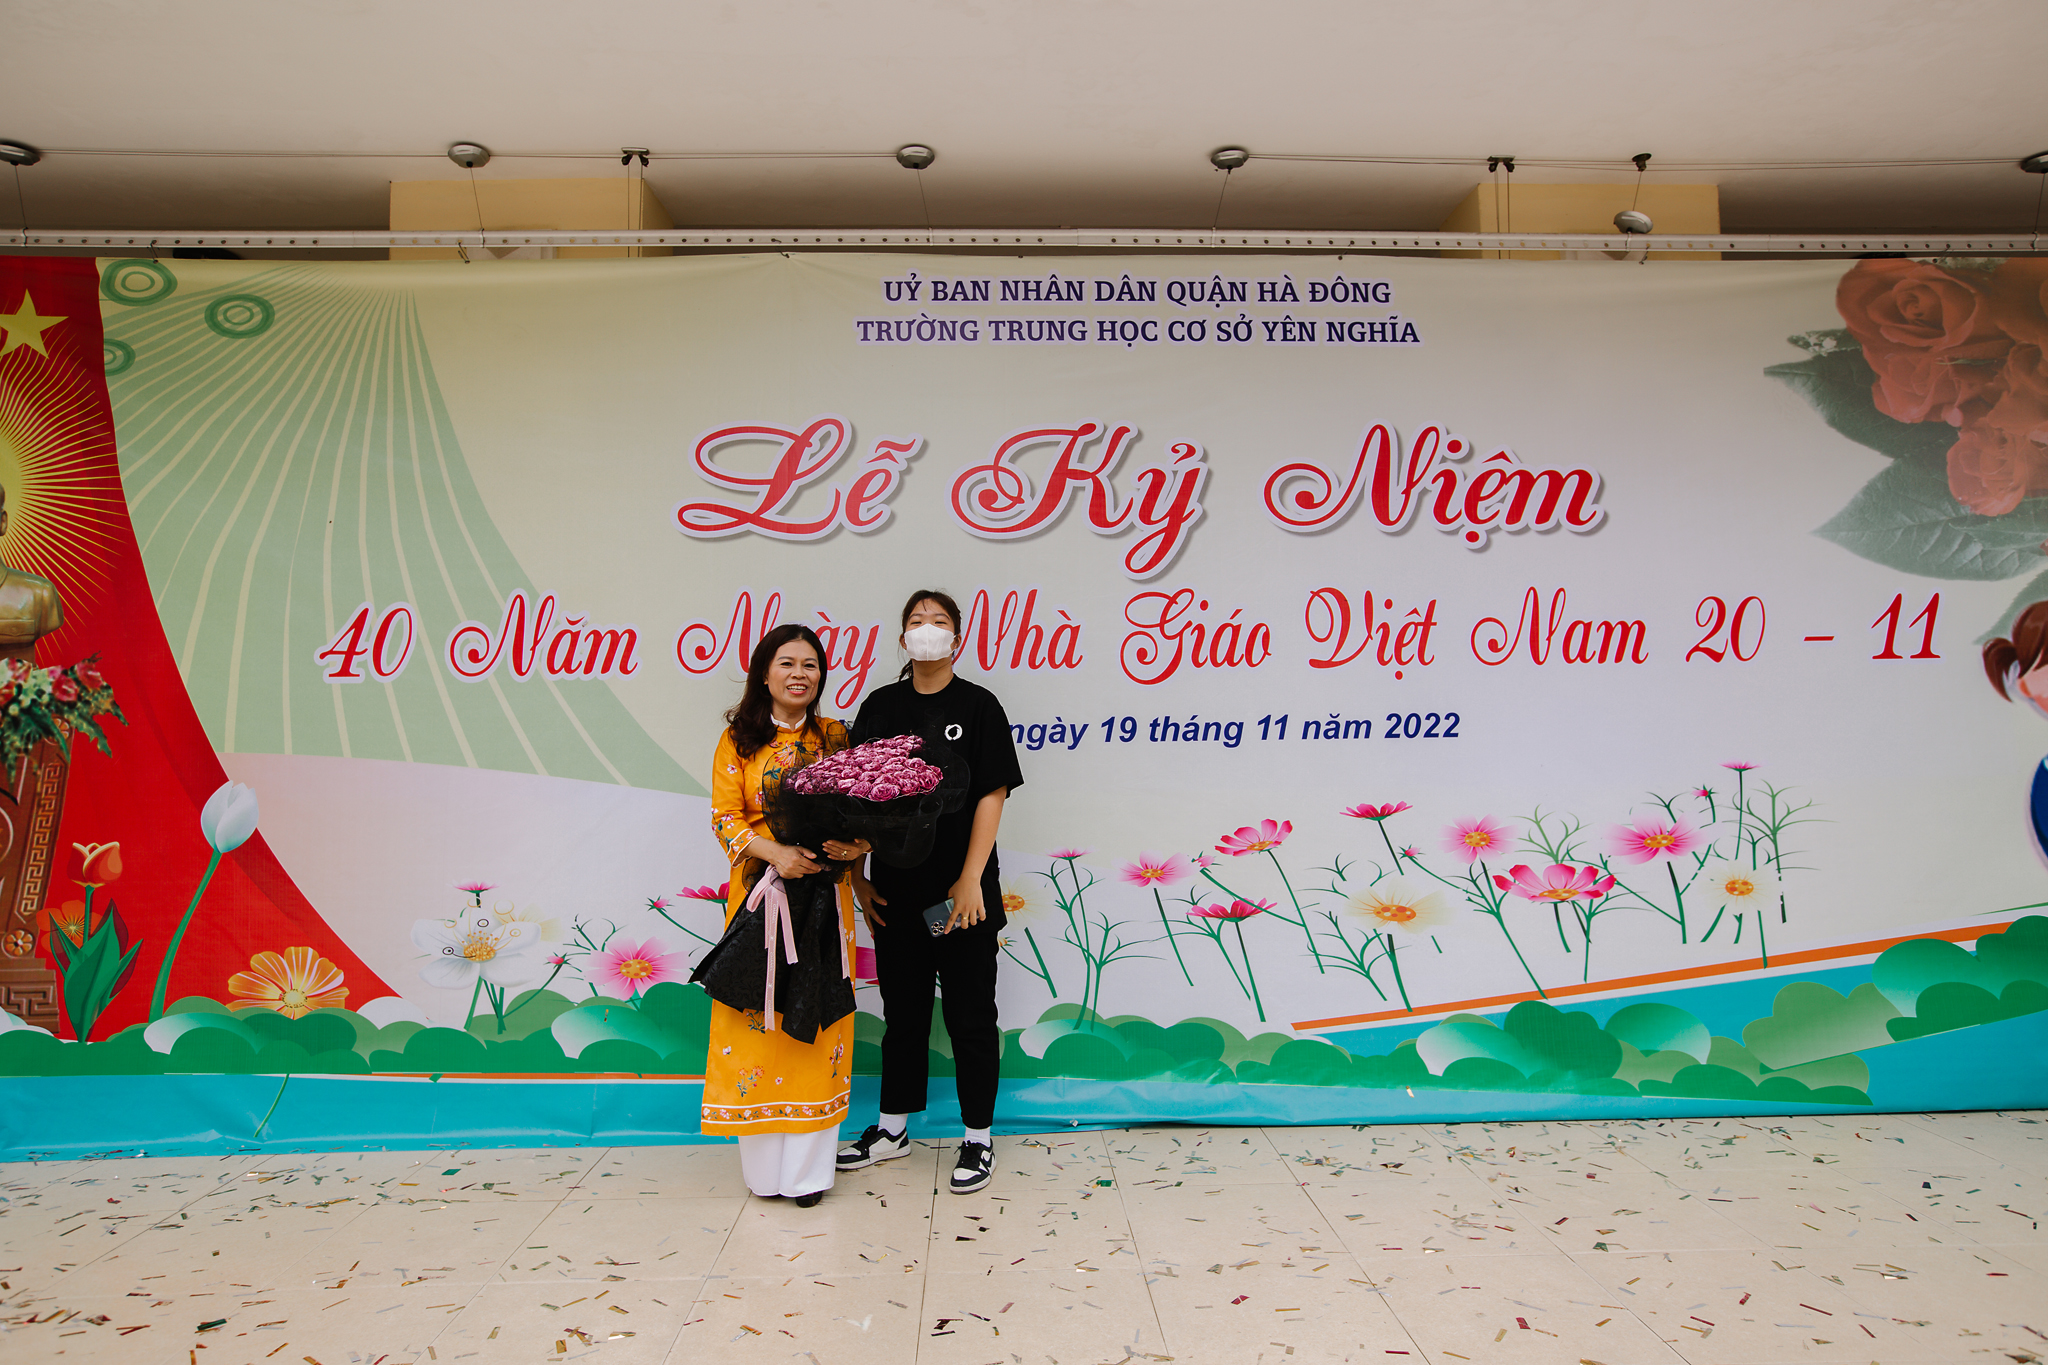 UỶ BAN NHÂN DÂN QUẬN HÀ ĐÔNG
TRƯỜNG TRUNG HỌC CƠ SỞ YÊN NGHĨA
Lễ Kỷ Niệm
40 Năm Ngày Nhà Giáo Việt Nam 20 - 11
ngày 19 tháng 11 năm 2022